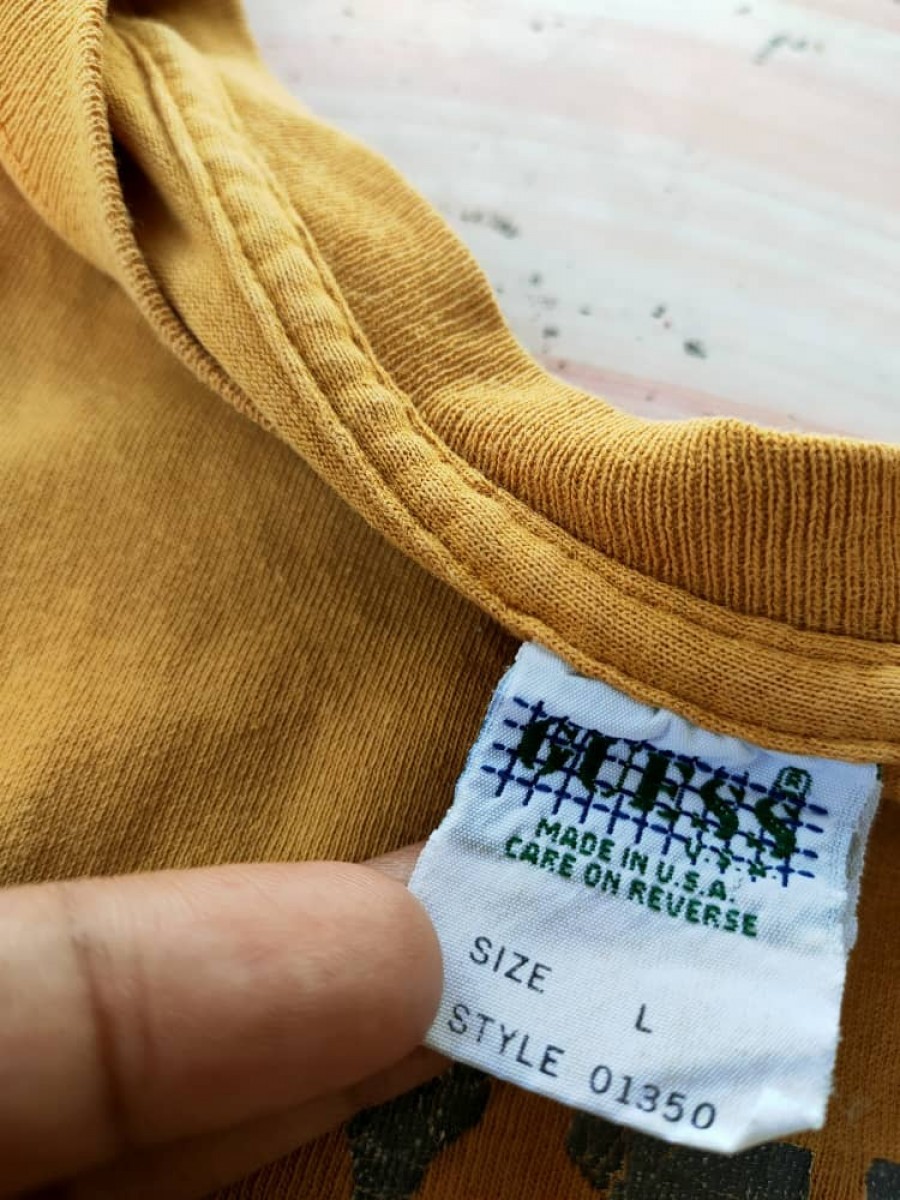 GUESS ®
U.S.A.
MADE IN U.S.A.
CARE ON REVERSE
SIZE L
STYLE 01350